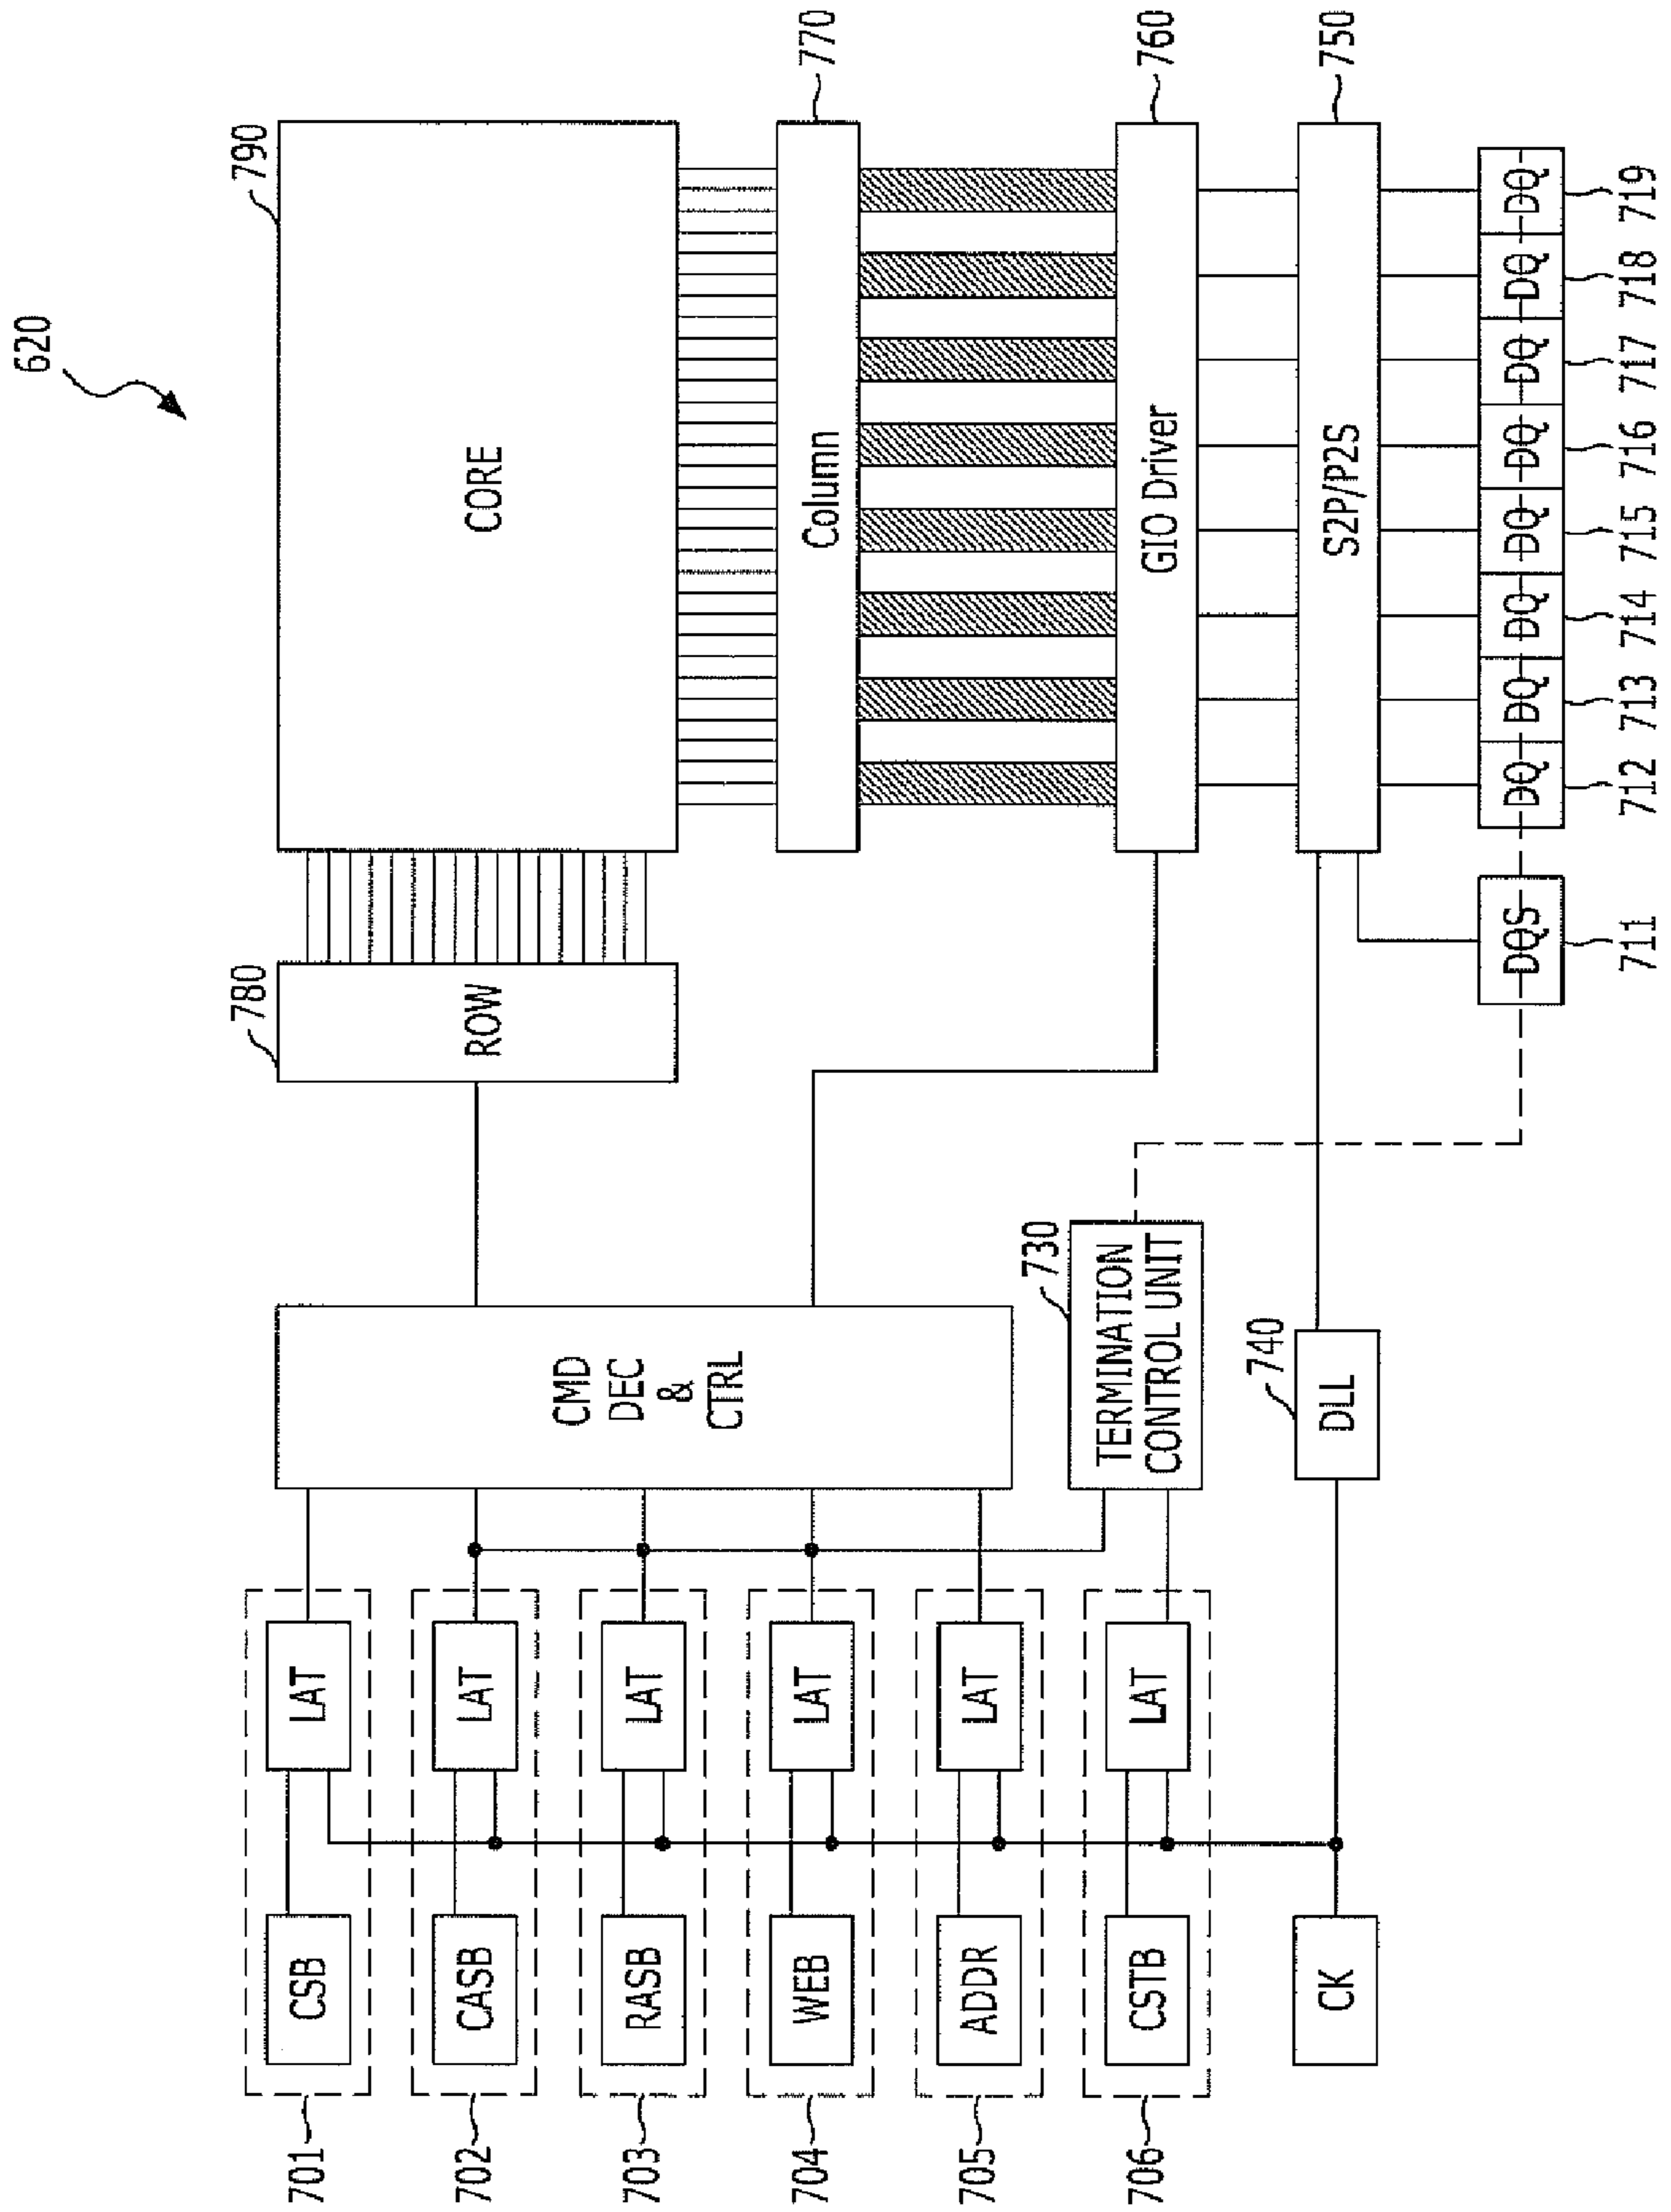 620
701
CSB
LAT
702
CASB
LAT
703
RASB
LAT
704
WEB
LAT
705
ADDR
LAT
706
CSTB
LAT
CK
CMD
DEC
&
CTRL
730
TERMINATION
CONTROL UNIT
740
DLL
780
ROW
790
CORE
770
Column
760
GIO Driver
750
S2P/P2S
DQS
DQ
DQ
DQ
DQ
DQ
DQ
DQ
DQ
711
712
713
714
715
716
717
718
719